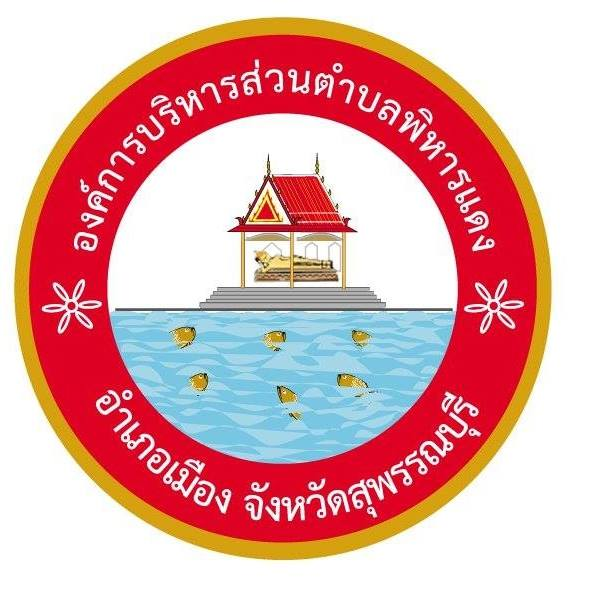 องค์การบริหารส่วนตำบลพิหารแดง
อำเภอเมือง จังหวัดสุพรรณบุรี